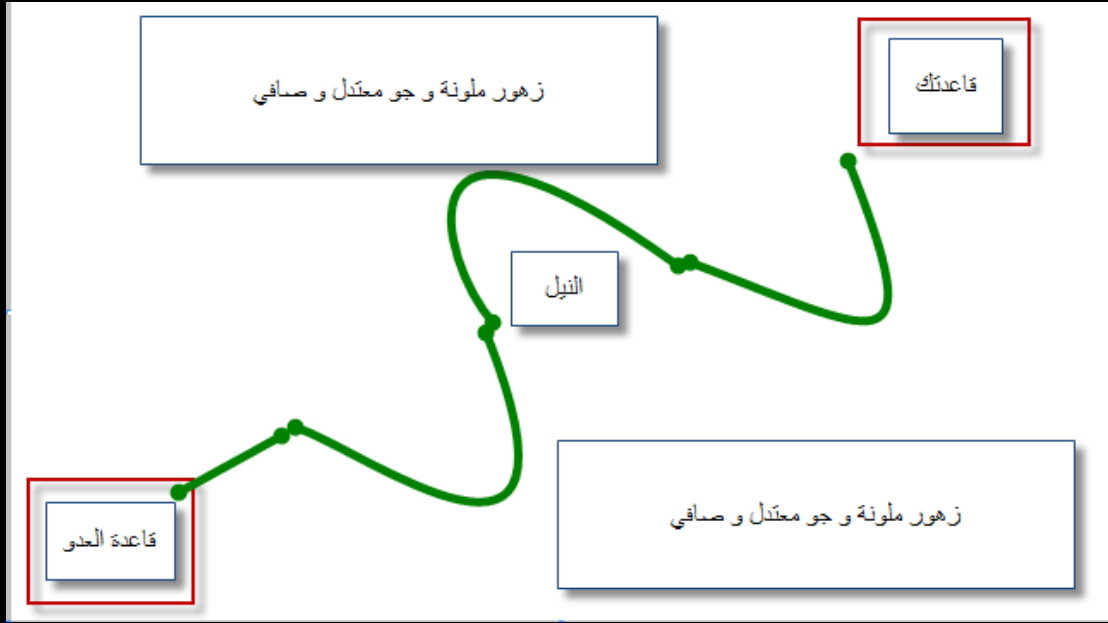 زهور ملونة و جو معتدل و صافي
قاعدتك
النيل
زهور ملونة و جو معتدل و صافي
قاعدة العدو